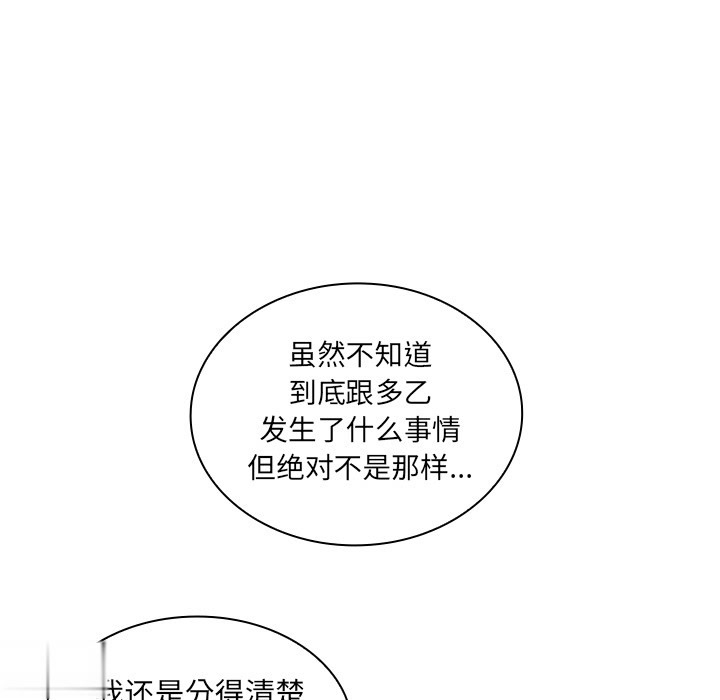 虽然不知道
到底跟多乙
发生了什么事情
但绝对不是那样...
我还是分得清楚